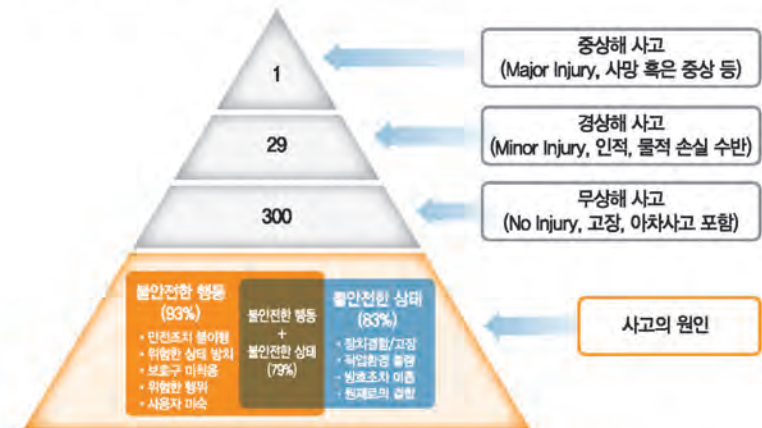 1
중상해 사고
(Major Injury, 사망 혹은 중상 등)
29
경상해 사고
(Minor Injury, 인적, 물적 손실 수반)
300
무상해 사고
(No Injury, 고장, 아차사고 포함)
불안전한 행동
(93%)
• 안전조치 불이행
• 위험한 상태 방치
• 보호구 미착용
• 위험한 행위
• 사용자 미숙
불안전한 행동
+
불안전한 상태
(79%)
불안전한 상태
(83%)
• 장치결함/고장
• 작업환경 불량
• 방호조치 미흡
• 원재료의 결함
사고의 원인